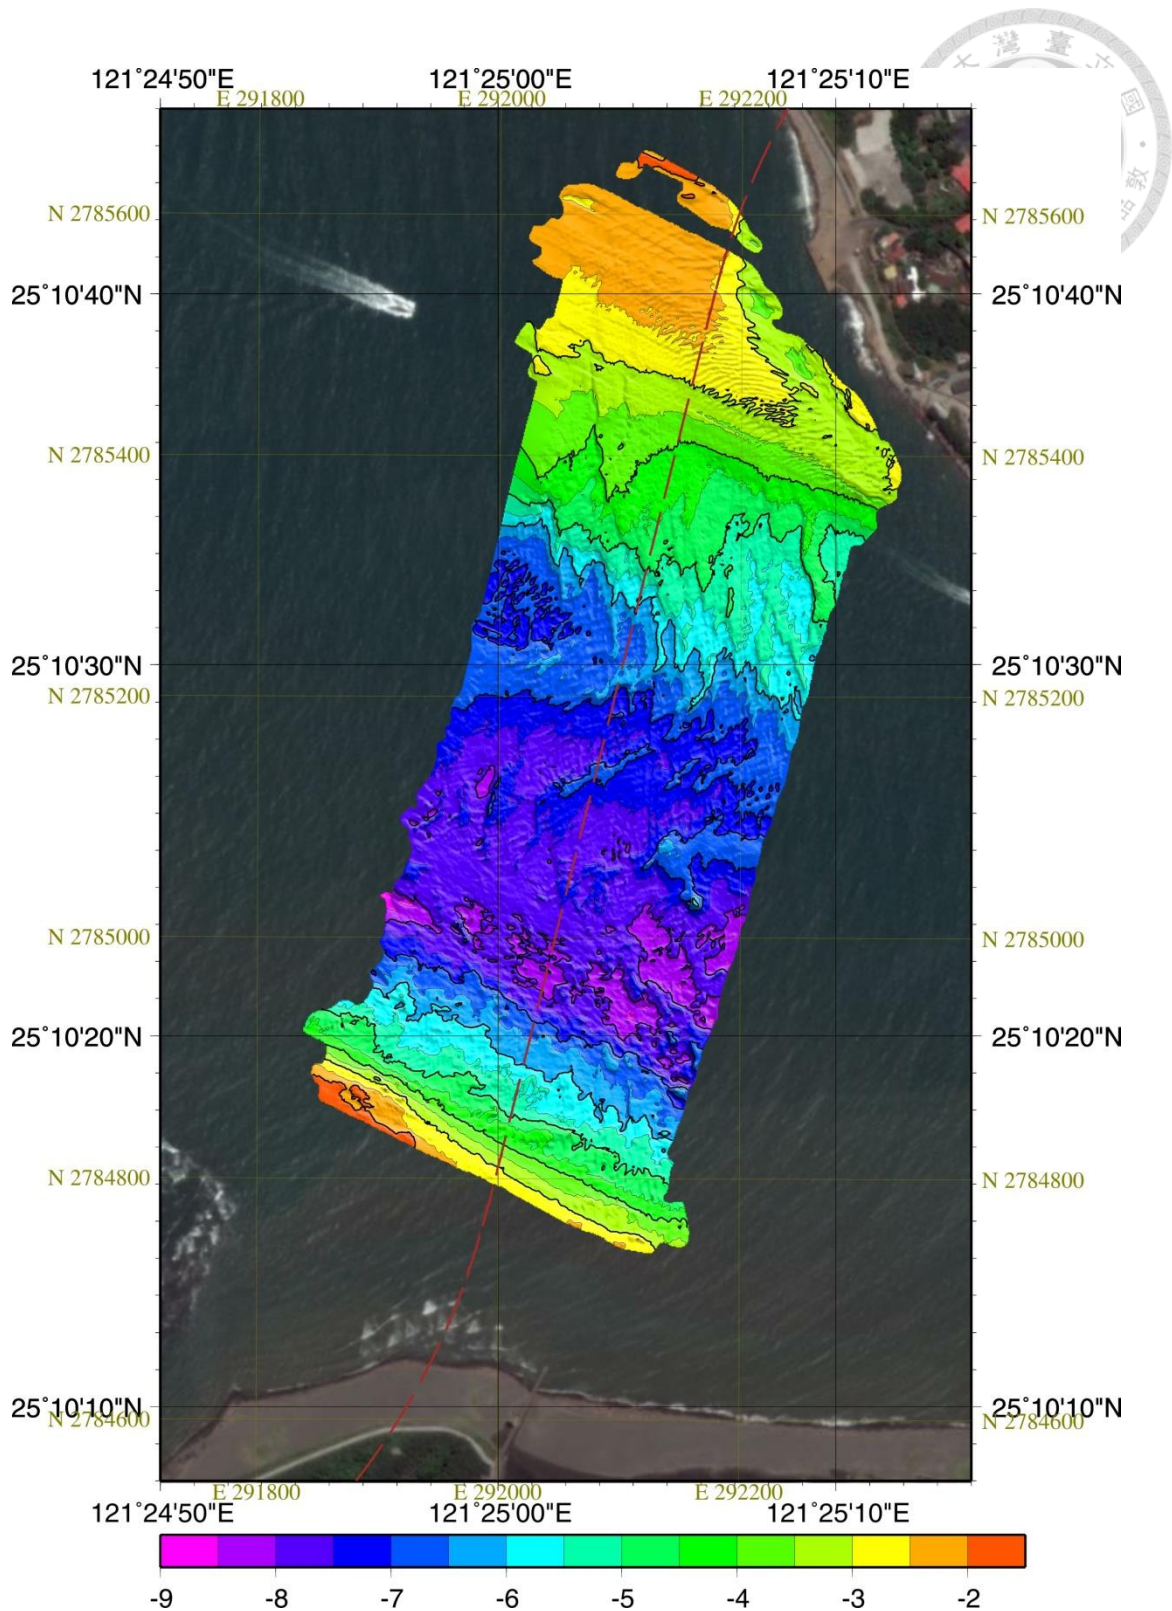 灣 臺
國
121°24'50"E 121°25'00"E 121°25'10"E
E 291800 E 292000 E 292200
N 2785600 N 2785600
25°10'40"N 25°10'40"N
N 2785400 N 2785400
25°10'30"N 25°10'30"N
N 2785200 N 2785200
N 2785000 N 2785000
25°10'20"N 25°10'20"N
N 2784800 N 2784800
25°10'10"N 25°10'10"N
N 2784600 N 2784600
E 291800 E 292000 E 292200
121°24'50"E 121°25'00"E 121°25'10"E
-9 -8 -7 -6 -5 -4 -3 -2